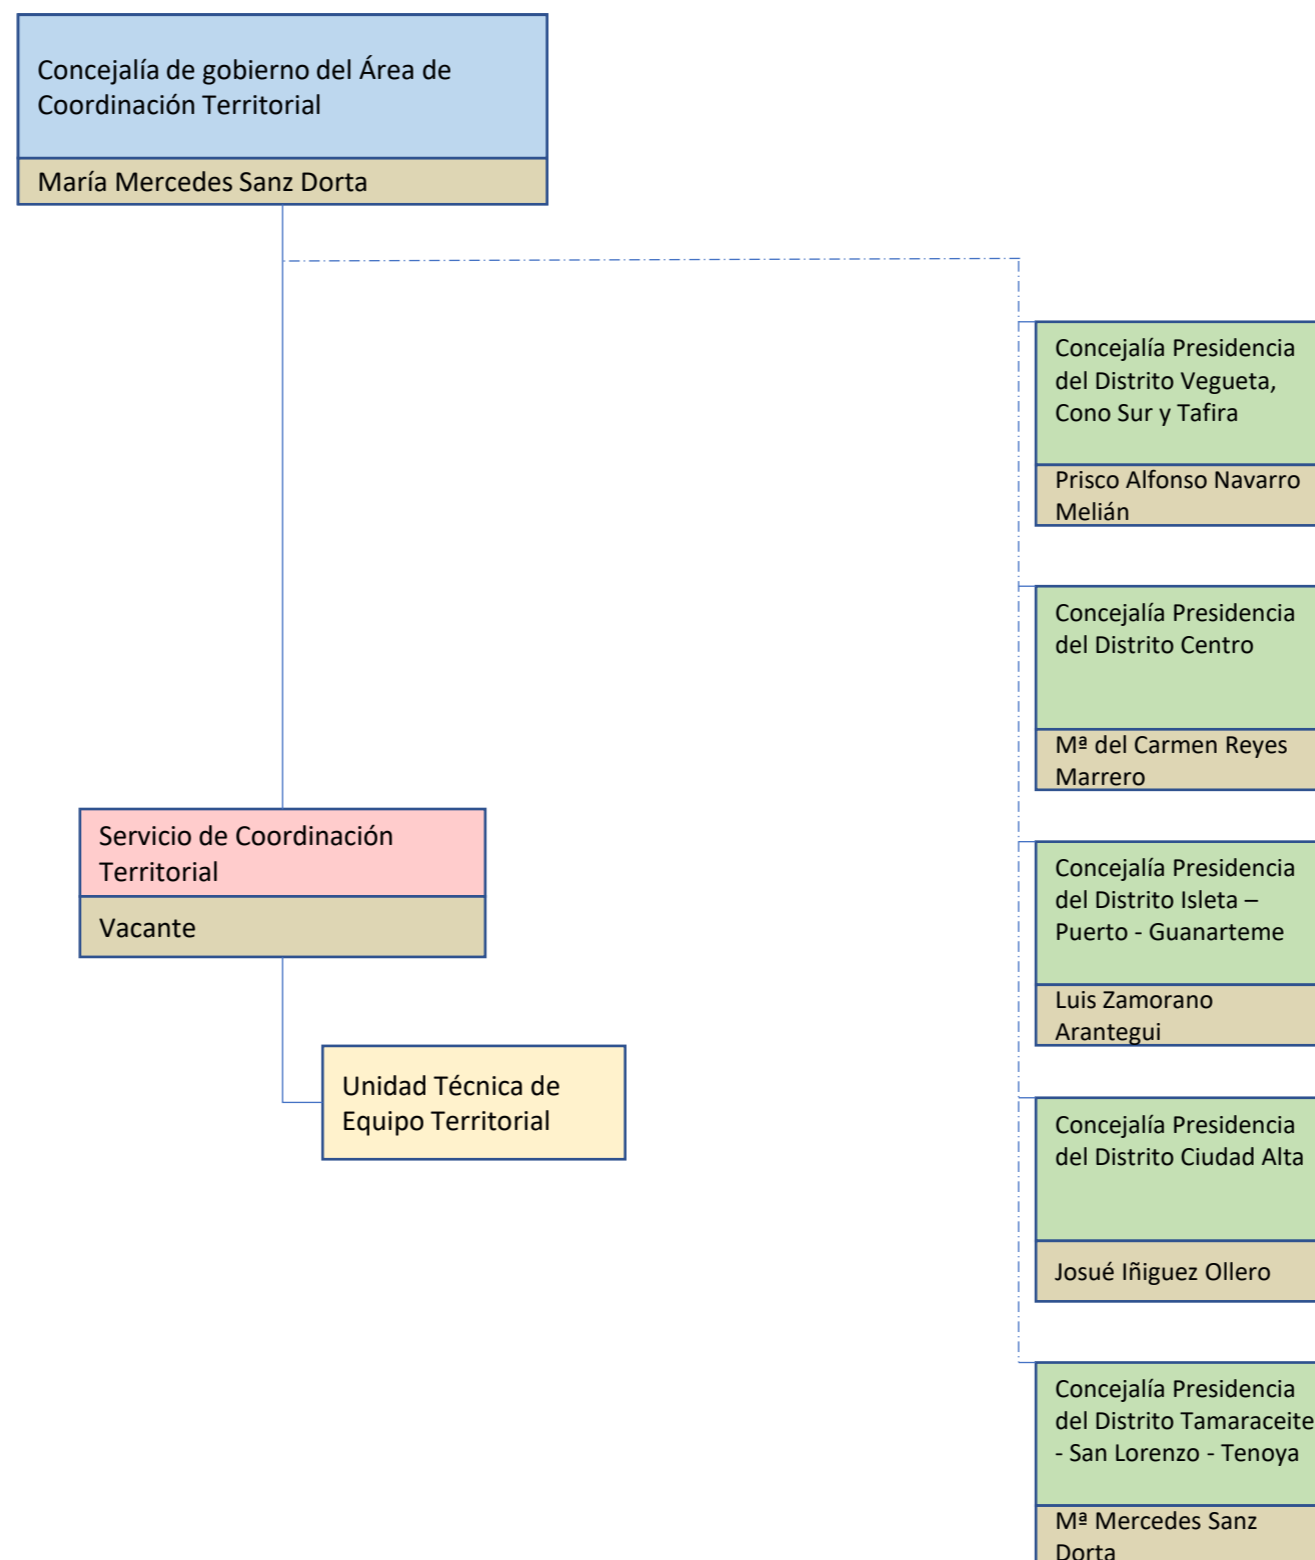 Concejalía de gobierno del Área de
Coordinación Territorial
María Mercedes Sanz Dorta
Concejalía Presidencia
del Distrito Vegueta,
Cono Sur y Tafira
Prisco Alfonso Navarro
Melián
Concejalía Presidencia
del Distrito Centro
Mª del Carmen Reyes
Marrero
Servicio de Coordinación
Territorial
Vacante
Concejalía Presidencia
del Distrito Isleta –
Puerto - Guanarteme
Luis Zamorano
Arantegui
Unidad Técnica de
Equipo Territorial
Concejalía Presidencia
del Distrito Ciudad Alta
Josué Iñiguez Ollero
Concejalía Presidencia
del Distrito Tamaraceite
- San Lorenzo - Tenoya
Mª Mercedes Sanz
Dorta